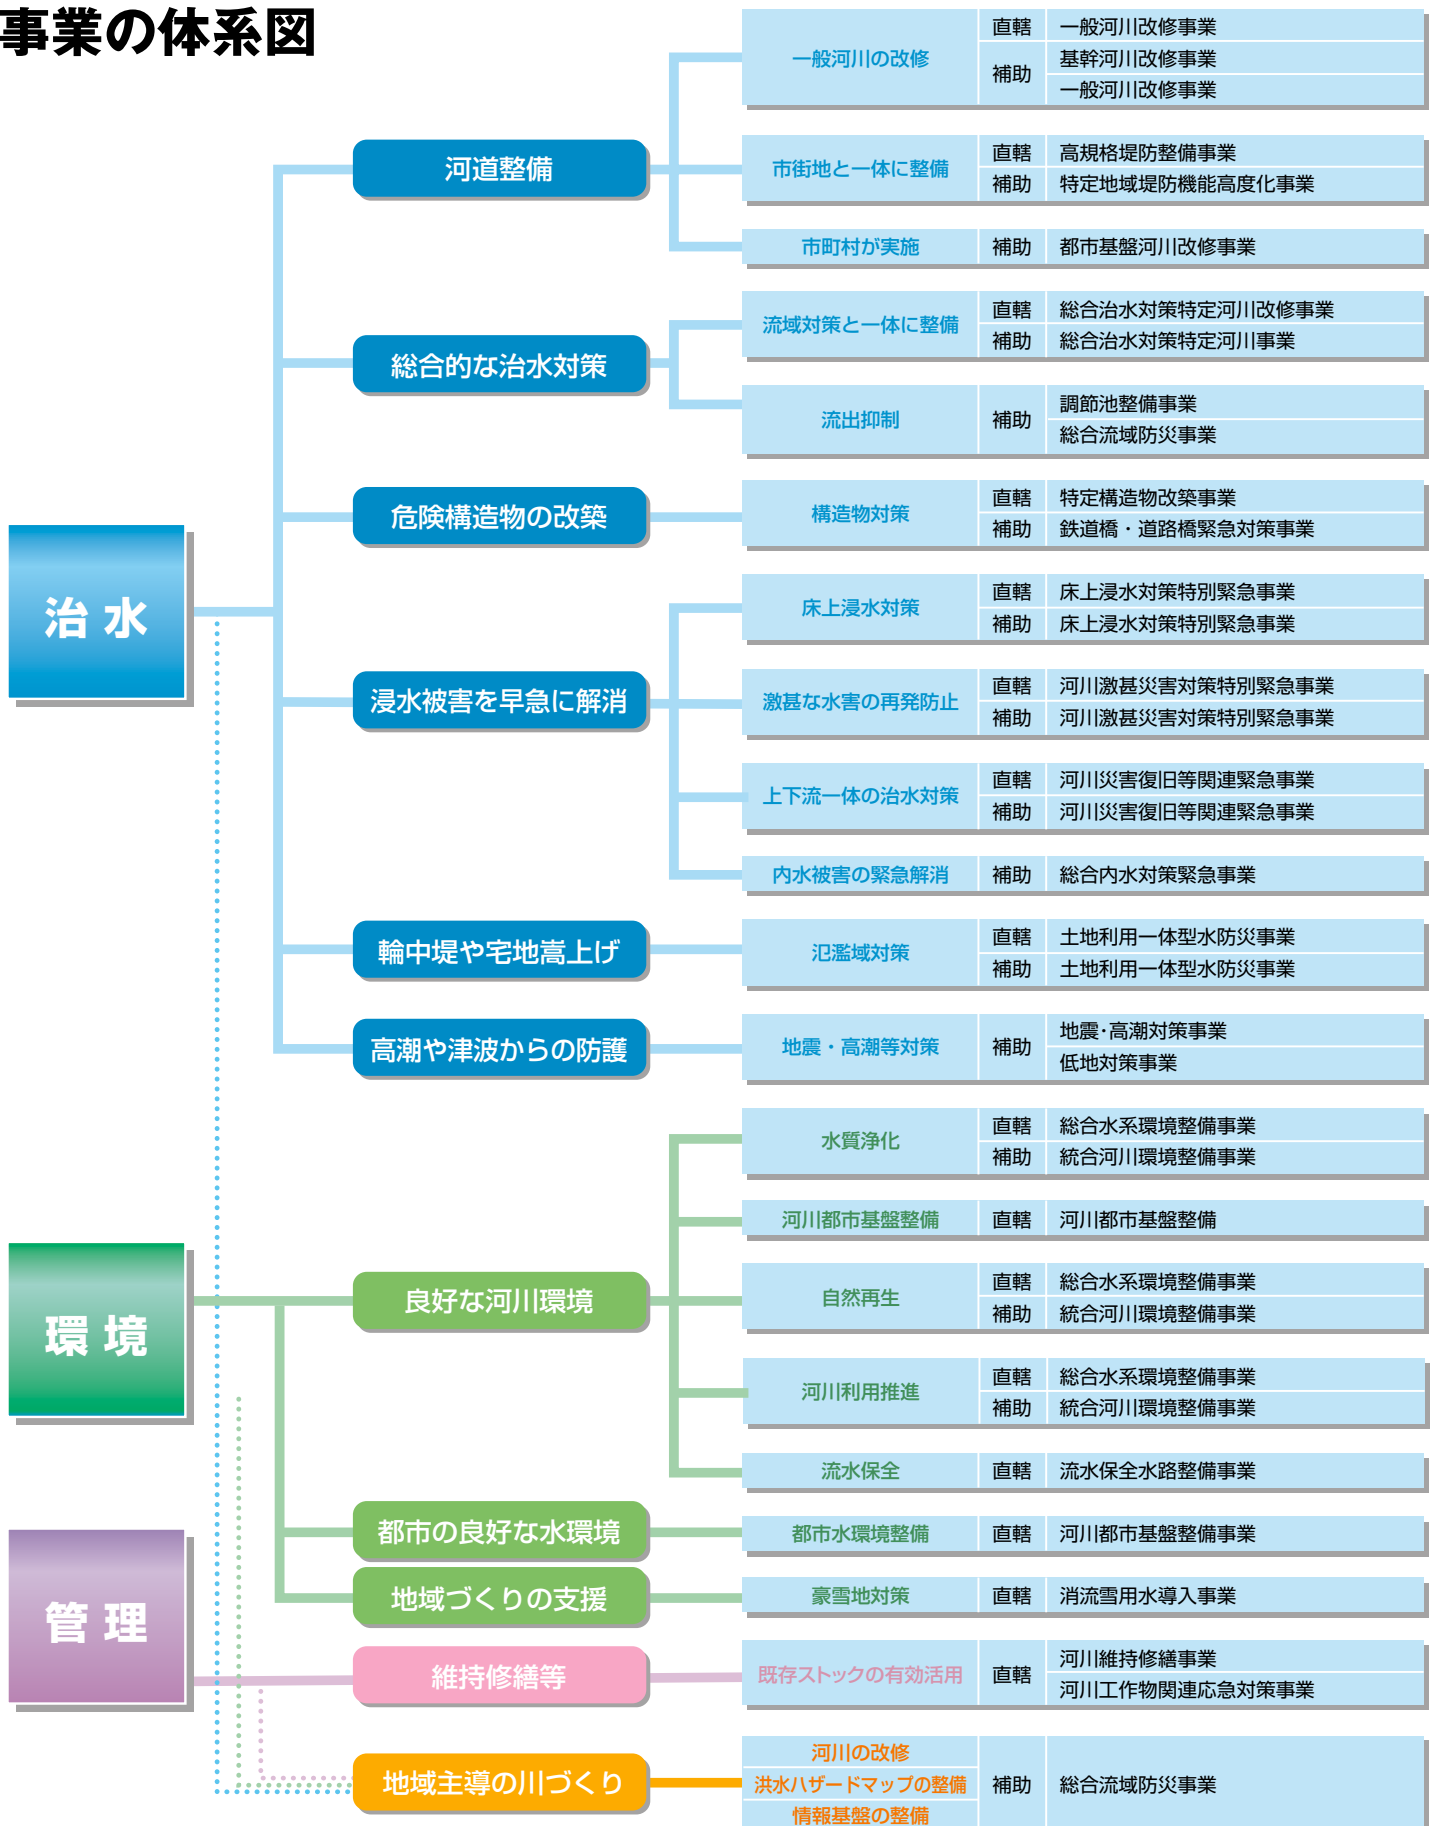 事業の体系図
治水
河道整備
一般河川の改修
直轄 一般河川改修事業
補助 基幹河川改修事業
一般河川改修事業
市街地と一体に整備
直轄 高規格堤防整備事業
補助 特定地域堤防機能高度化事業
市町村が実施 補助 都市基盤河川改修事業
総合的な治水対策
流域対策と一体に整備
直轄 総合治水対策特定河川改修事業
補助 総合治水対策特定河川事業
流出抑制 補助
調節池整備事業
総合流域防災事業
危険構造物の改築
構造物対策
直轄 特定構造物改築事業
補助 鉄道橋・道路橋緊急対策事業
浸水被害を早急に解消
床上浸水対策
直轄 床上浸水対策特別緊急事業
補助 床上浸水対策特別緊急事業
激甚な水害の再発防止
直轄 河川激甚災害対策特別緊急事業
補助 河川激甚災害対策特別緊急事業
上下流一体の治水対策
直轄 河川災害復旧等関連緊急事業
補助 河川災害復旧等関連緊急事業
内水被害の緊急解消 補助 総合内水対策緊急事業
輪中堤や宅地嵩上げ
氾濫域対策
直轄 土地利用一体型水防災事業
補助 土地利用一体型水防災事業
高潮や津波からの防護
地震・高潮等対策 補助
地震・高潮対策事業
低地対策事業
環境
良好な河川環境
水質浄化
直轄 総合水系環境整備事業
補助 統合河川環境整備事業
河川都市基盤整備 直轄 河川都市基盤整備
自然再生
直轄 総合水系環境整備事業
補助 統合河川環境整備事業
河川利用推進
直轄 総合水系環境整備事業
補助 統合河川環境整備事業
流水保全 直轄 流水保全水路整備事業
都市の良好な水環境
都市水環境整備 直轄 河川都市基盤整備事業
地域づくりの支援
豪雪地対策 直轄 消流雪用水導入事業
管理
維持修繕等
既存ストックの有効活用 直轄
河川維持修繕事業
河川工作物関連応急対策事業
地域主導の川づくり
河川の改修
洪水ハザードマップの整備
情報基盤の整備
補助 総合流域防災事業